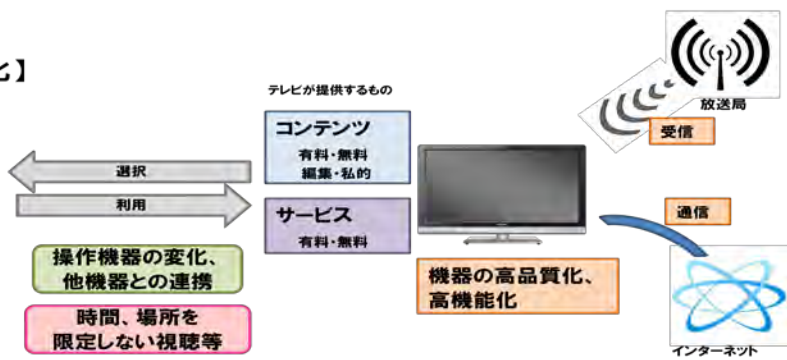 】
テレビが提供するもの
コンテンツ
有料・無料
編集・私的
サービス
有料・無料
選択
利用
操作機器の変化、
他機器との連携
時間、場所を
限定しない視聴等
機器の高品質化、
高機能化
放送局
受信
通信
インターネット